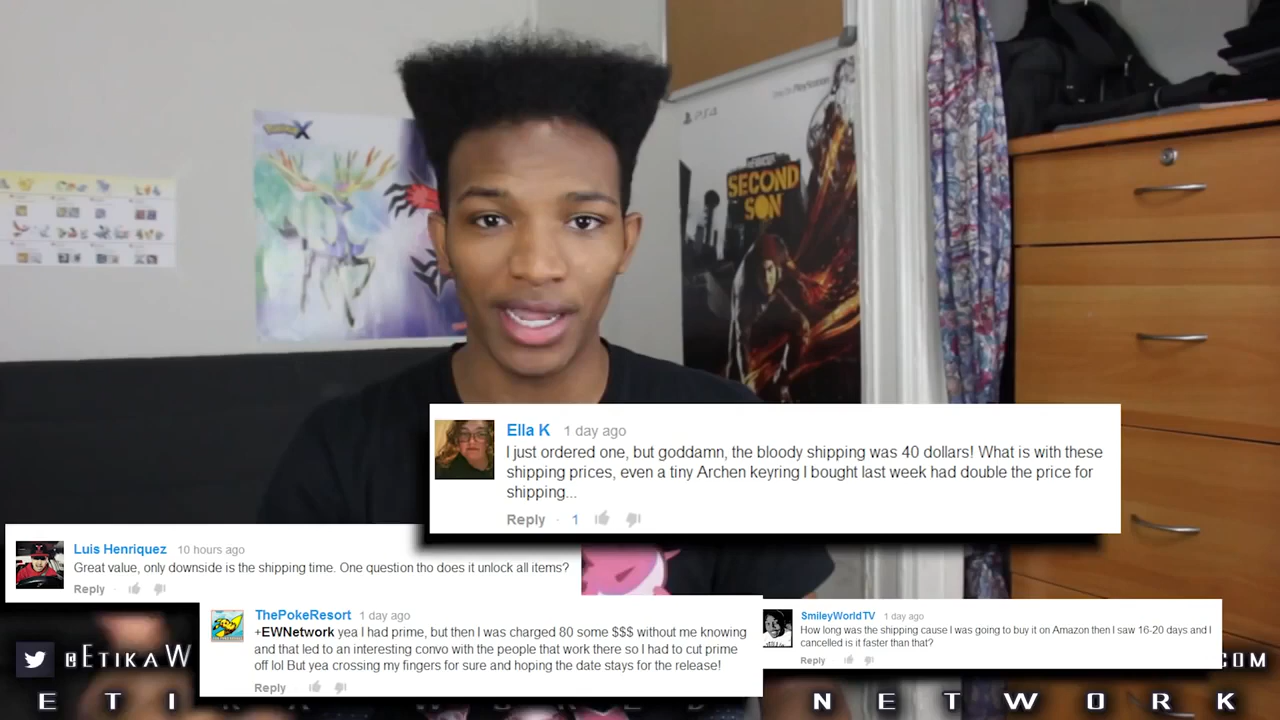 Pokémon X
PS4
SECOND
SON
Ella K 1 day ago
I just ordered one, but goddamn, the bloody shipping was 40 dollars! What is with these
shipping prices, even a tiny Archen keyring I bought last week had double the price for
shipping...
Reply · 1
Luis Henriquez 10 hours ago
Great value, only downside is the shipping time. One question tho does it unlock all items?
Reply ·
ThePokeResort 1 day ago
+EWNetwork yea I had prime, but then I was charged 80 some $$$ without me knowing
and that led to an interesting convo with the people that work there so I had to cut prime
off lol But yea crossing my fingers for sure and hoping the date stays for the release!
Reply ·
SmileyWorldTV 1 day ago
How long was the shipping cause I was going to buy it on Amazon then I saw 16-20 days and I
cancelled is it faster than that?
Reply ·
@ETIKAW
COM
NETWORK